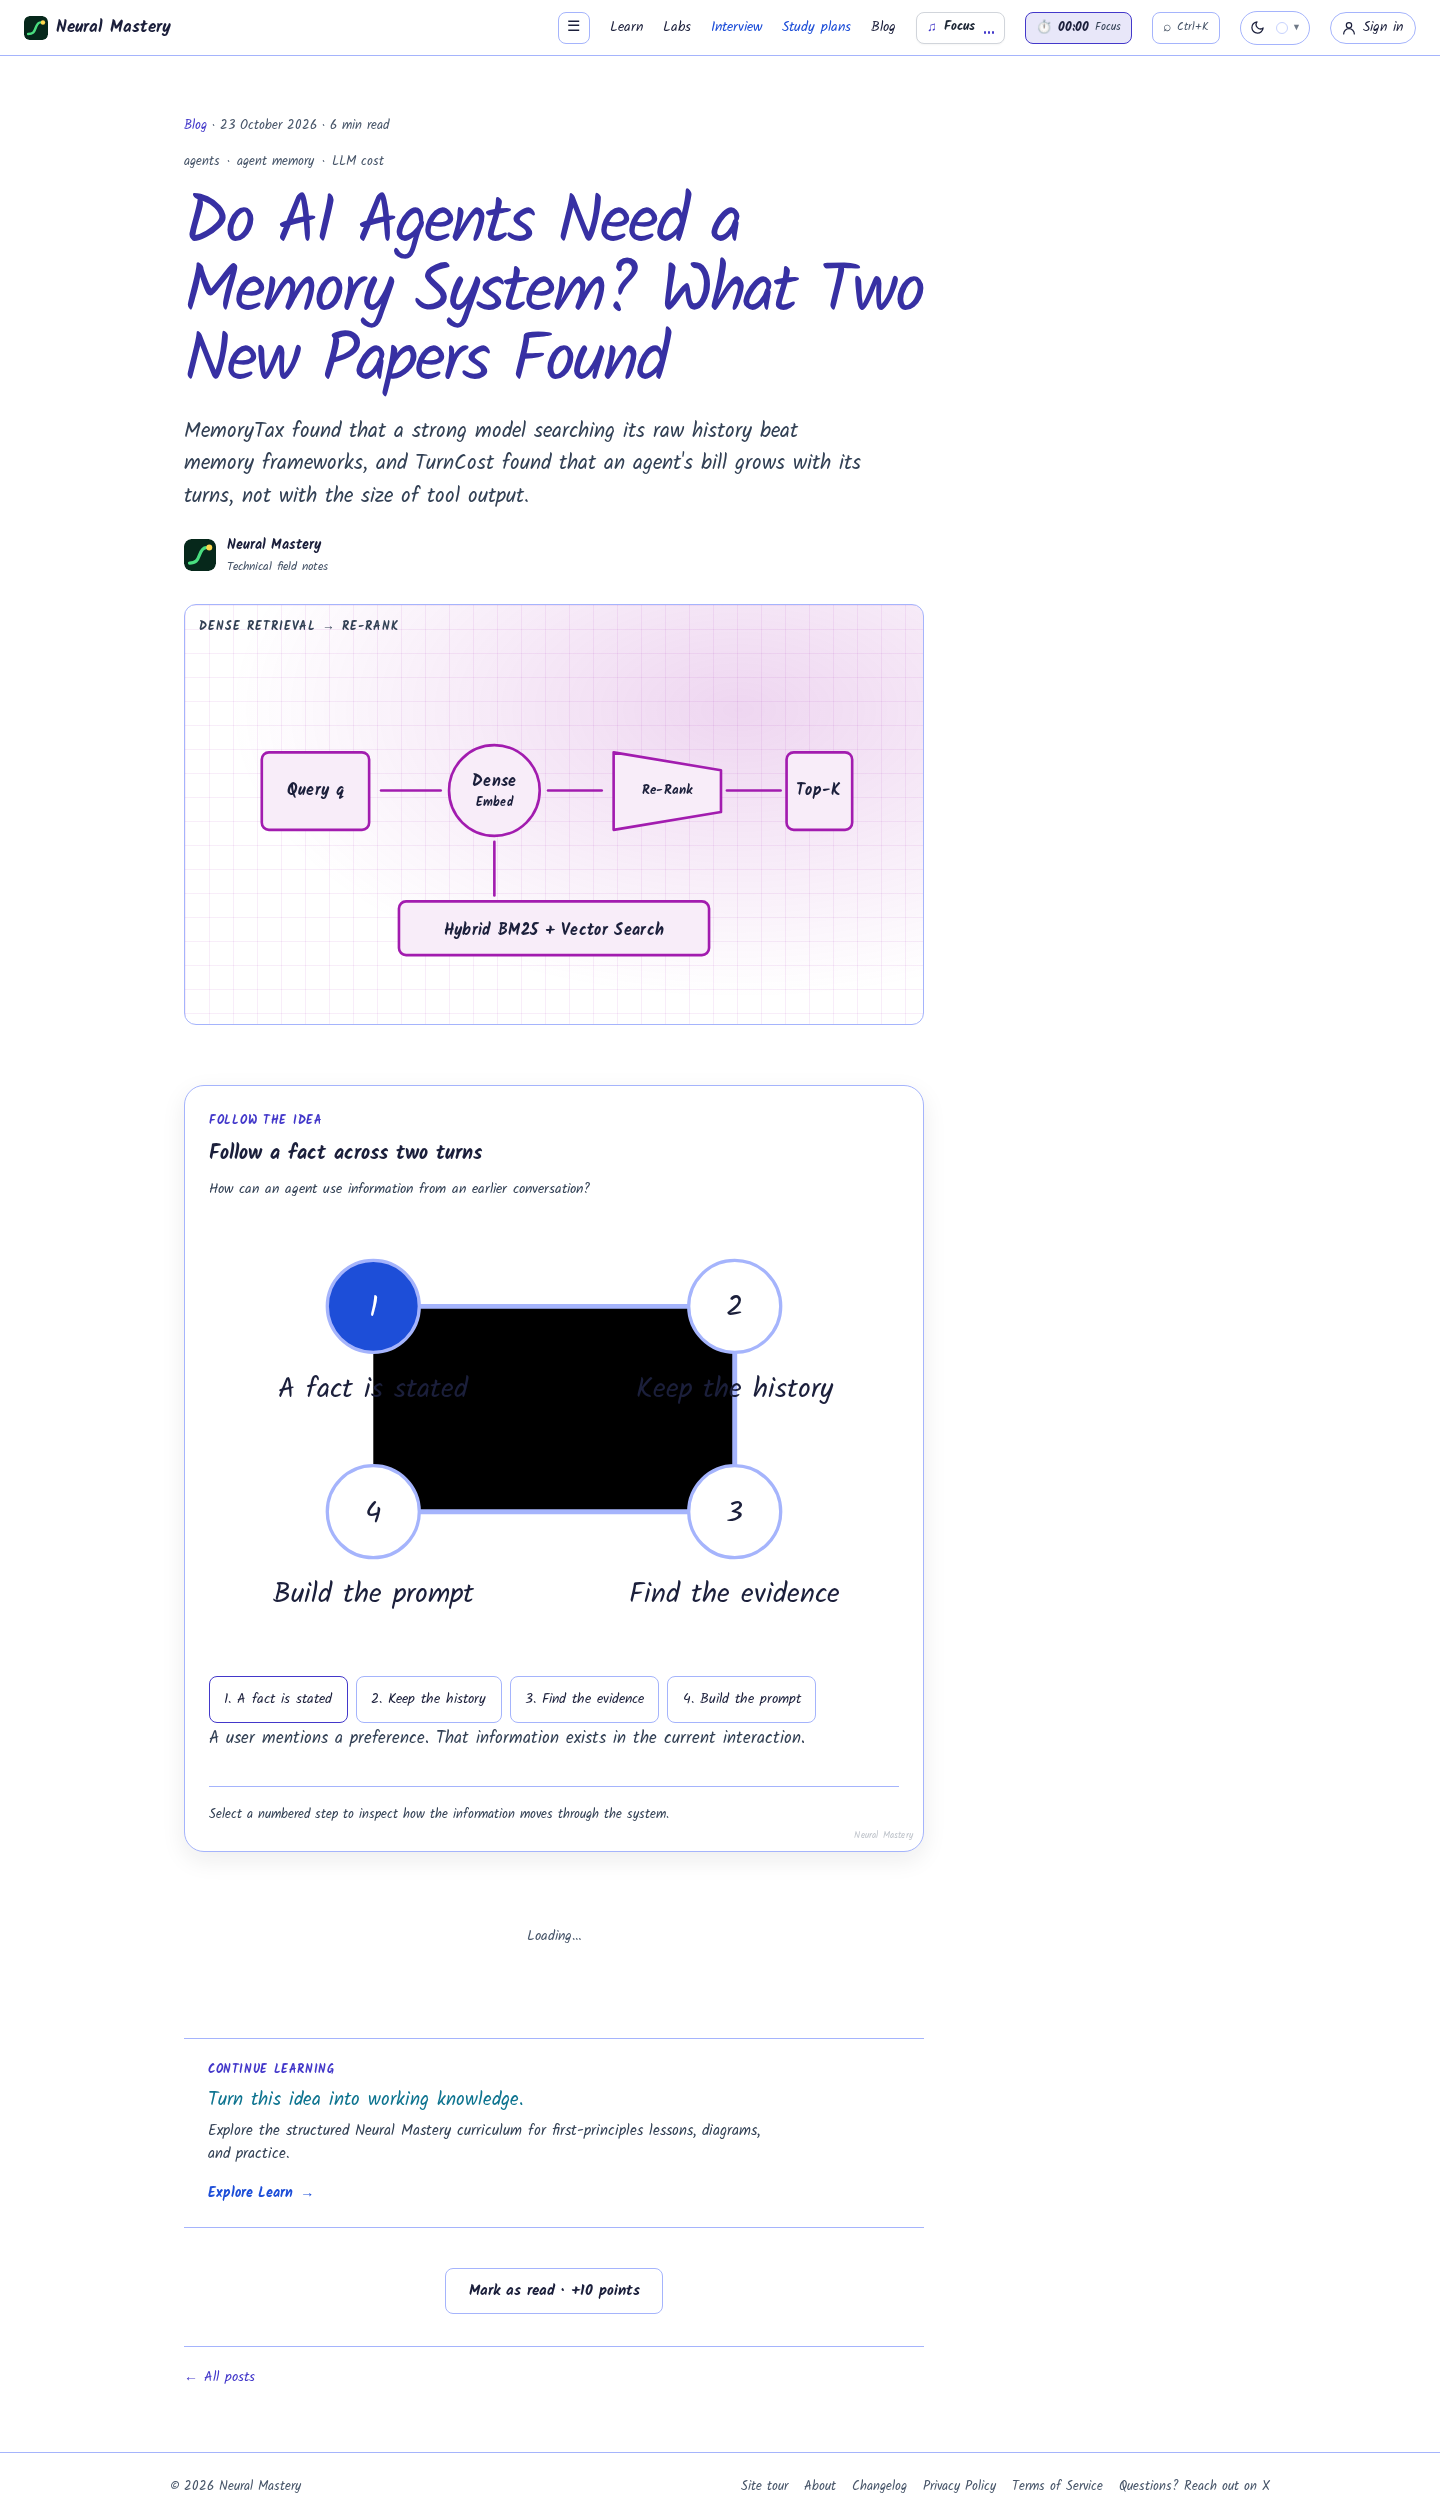 Neural Mastery
☰ Learn Labs Interview Study plans Blog ♫ Focus ... ⏱ 00:00 Focus ⌕ Ctrl+K ▾ Sign in
Blog · 23 October 2026 · 6 min read
agents · agent memory · LLM cost
Do AI Agents Need a
Memory System? What Two
New Papers Found
MemoryTax found that a strong model searching its raw history beat
memory frameworks, and TurnCost found that an agent's bill grows with its
turns, not with the size of tool output.
Neural Mastery
Technical field notes
DENSE RETRIEVAL → RE-RANK
Query q
Dense
Embed
Re-Rank
Top-K
Hybrid BM25 + Vector Search
FOLLOW THE IDEA
Follow a fact across two turns
How can an agent use information from an earlier conversation?
1
2
A fact is stated
Keep the history
4
3
Build the prompt
Find the evidence
1. A fact is stated
2. Keep the history
3. Find the evidence
4. Build the prompt
A user mentions a preference. That information exists in the current interaction.
Select a numbered step to inspect how the information moves through the system.
Neural Mastery
Loading...
CONTINUE LEARNING
Turn this idea into working knowledge.
Explore the structured Neural Mastery curriculum for first-principles lessons, diagrams,
and practice.
Explore Learn →
Mark as read · +10 points
← All posts
© 2026 Neural Mastery
Site tour About Changelog Privacy Policy Terms of Service Questions? Reach out on X